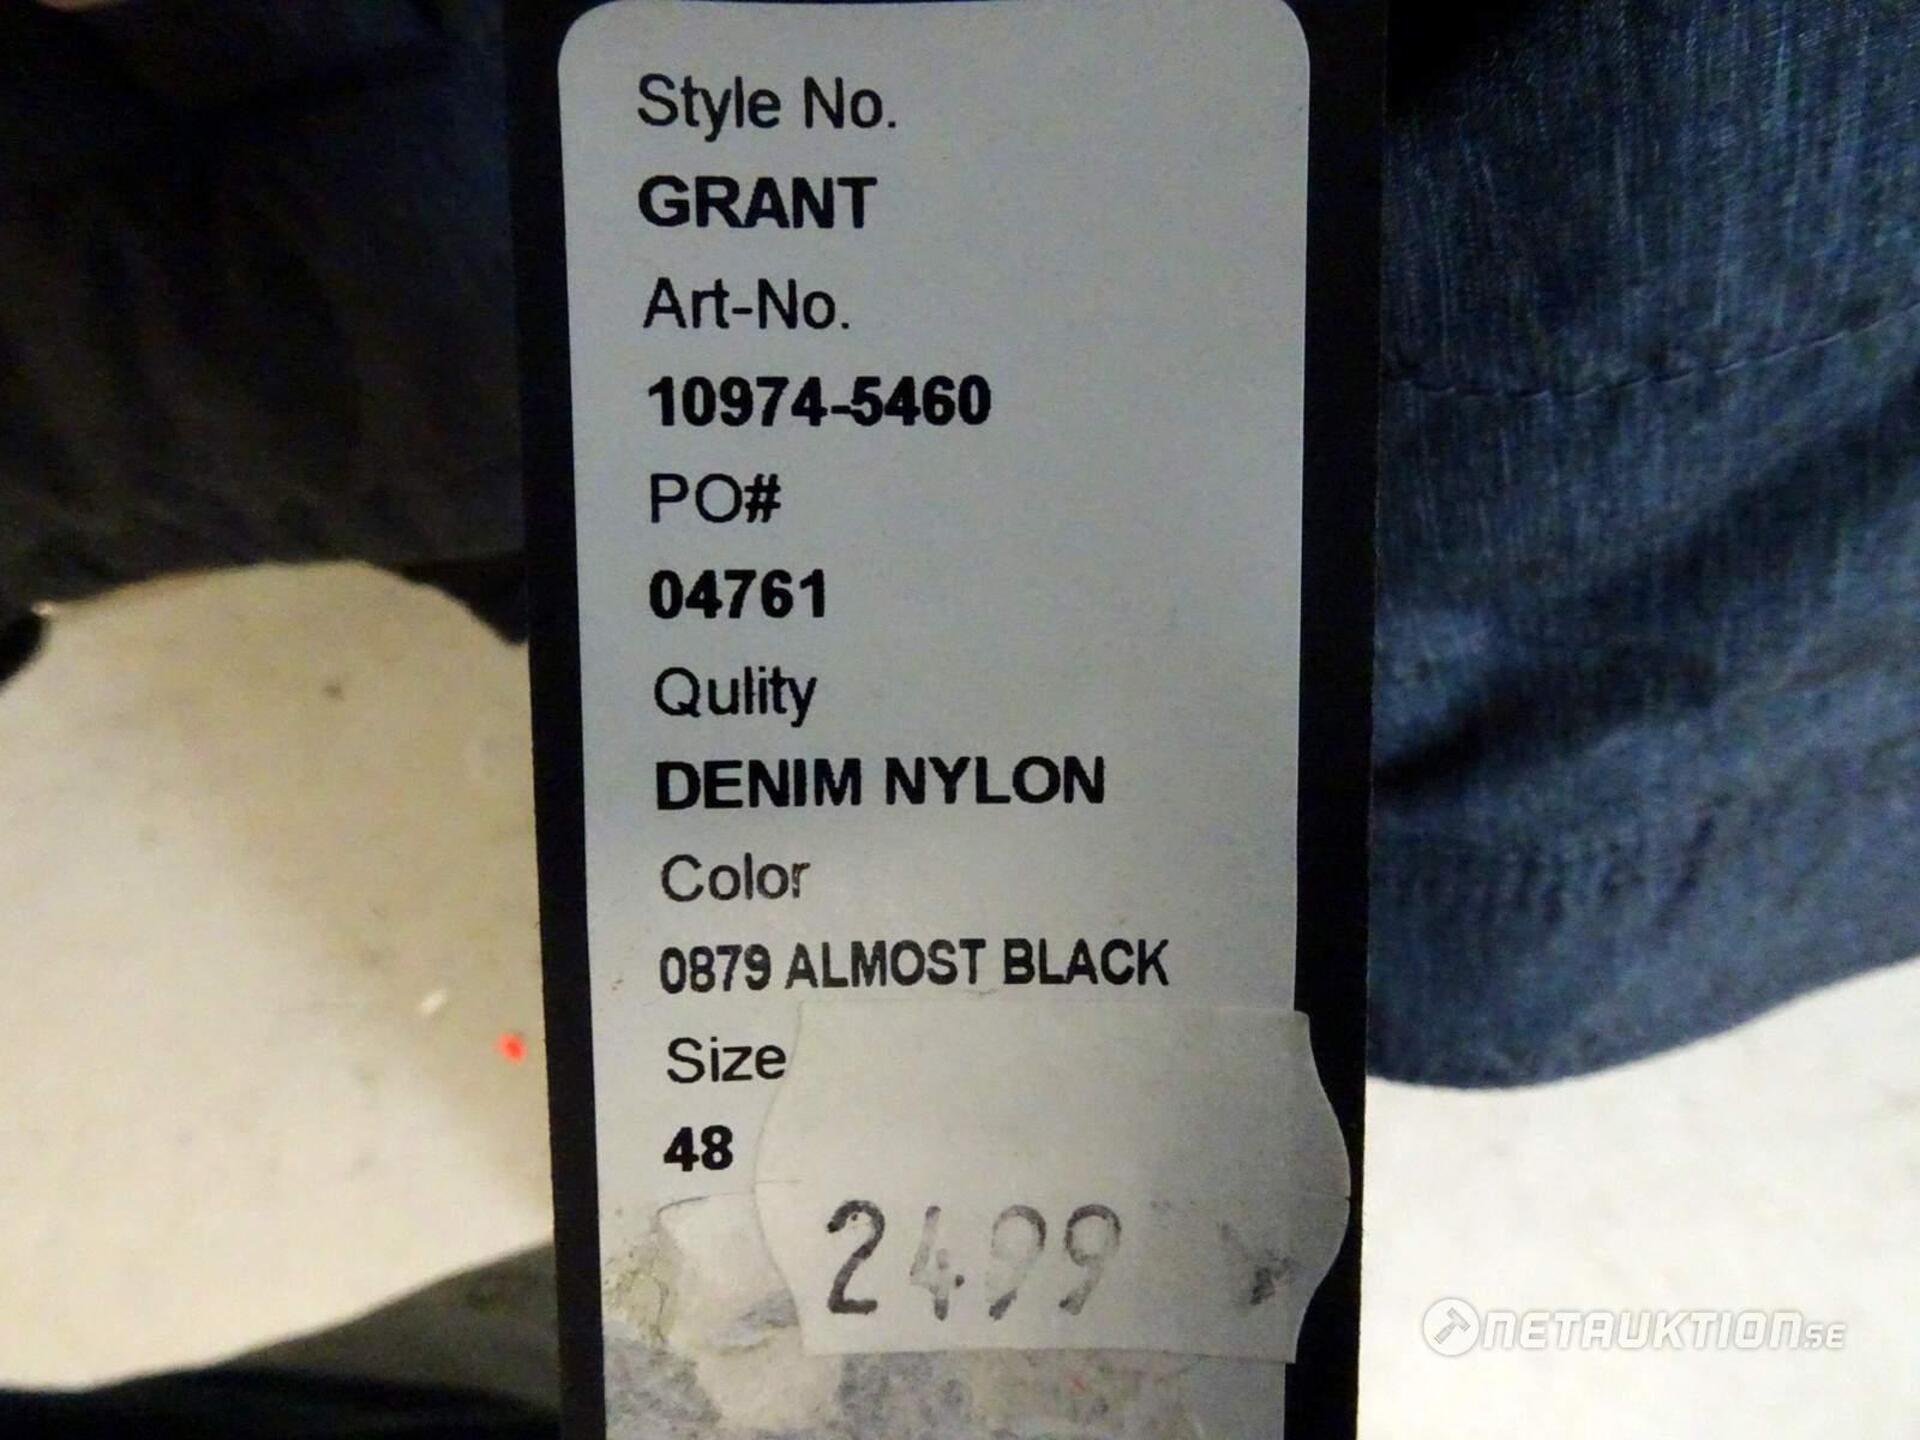 Style No.
GRANT
Art-No.
10974-5460
PO#
04761
Qulity
DENIM NYLON
Color
0879 ALMOST BLACK
Size
48
2499
NETAUKTION.SE